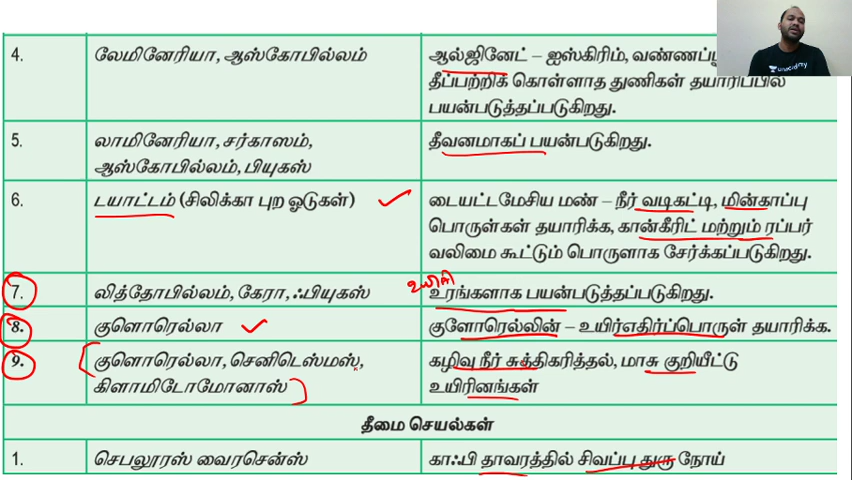 4. லேமினேரியா, ஆஸ்கோபில்லம் ஆல்ஜினேட் – ஐஸ்கிரிம்,
தீப்பற்றிக் கொள்ளாத துணிகள் தயாரிப்பில்
பயன்படுத்தப்படுகிறது.
5. லாமினேரியா, சர்காஸம், தீவனமாகப் பயன்படுகிறது.
ஆஸ்கோபில்லம், பியுகஸ்
6. டயாட்டம் (சிலிக்கா புற ஓடுகள்) டையட்டமேசிய மண் – நீர் வடிகட்டி, மின்காப்பு
பொருள்கள் தயாரிக்க, கான்கீரிட் மற்றும் ரப்பர்
வலிமை கூட்டும் பொருளாக சேர்க்கப்படுகிறது.
உயிரி
7. லித்தோபில்லம், கேரா, ஃபியுகஸ் உரங்களாக பயன்படுத்தப்படுகிறது.
8. குளொரெல்லா குளோரெல்லின் – உயிர்எதிர்ப்பொருள் தயாரிக்க.
9. குளொரெல்லா, செனிடெஸ்மஸ், கழிவு நீர் சுத்திகரித்தல், மாசு குறியீட்டு
கிளாமிடோமோனாஸ் உயிரினங்கள்
தீமை செயல்கள்
1. செபலூரஸ் வைரசென்ஸ் காஃபி தாவரத்தில் சிவப்பு துரு நோய்